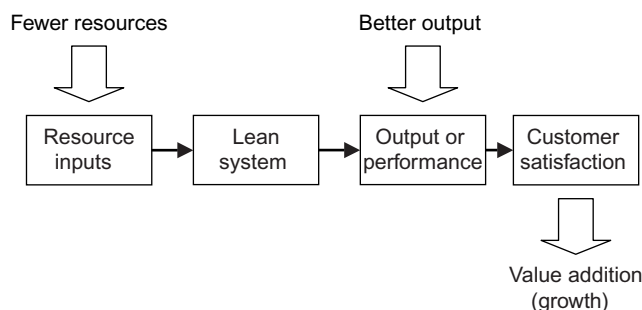 Fewer resources
Better output
Resource
inputs
Lean
system
Output or
performance
Customer
satisfaction
Value addition
(growth)